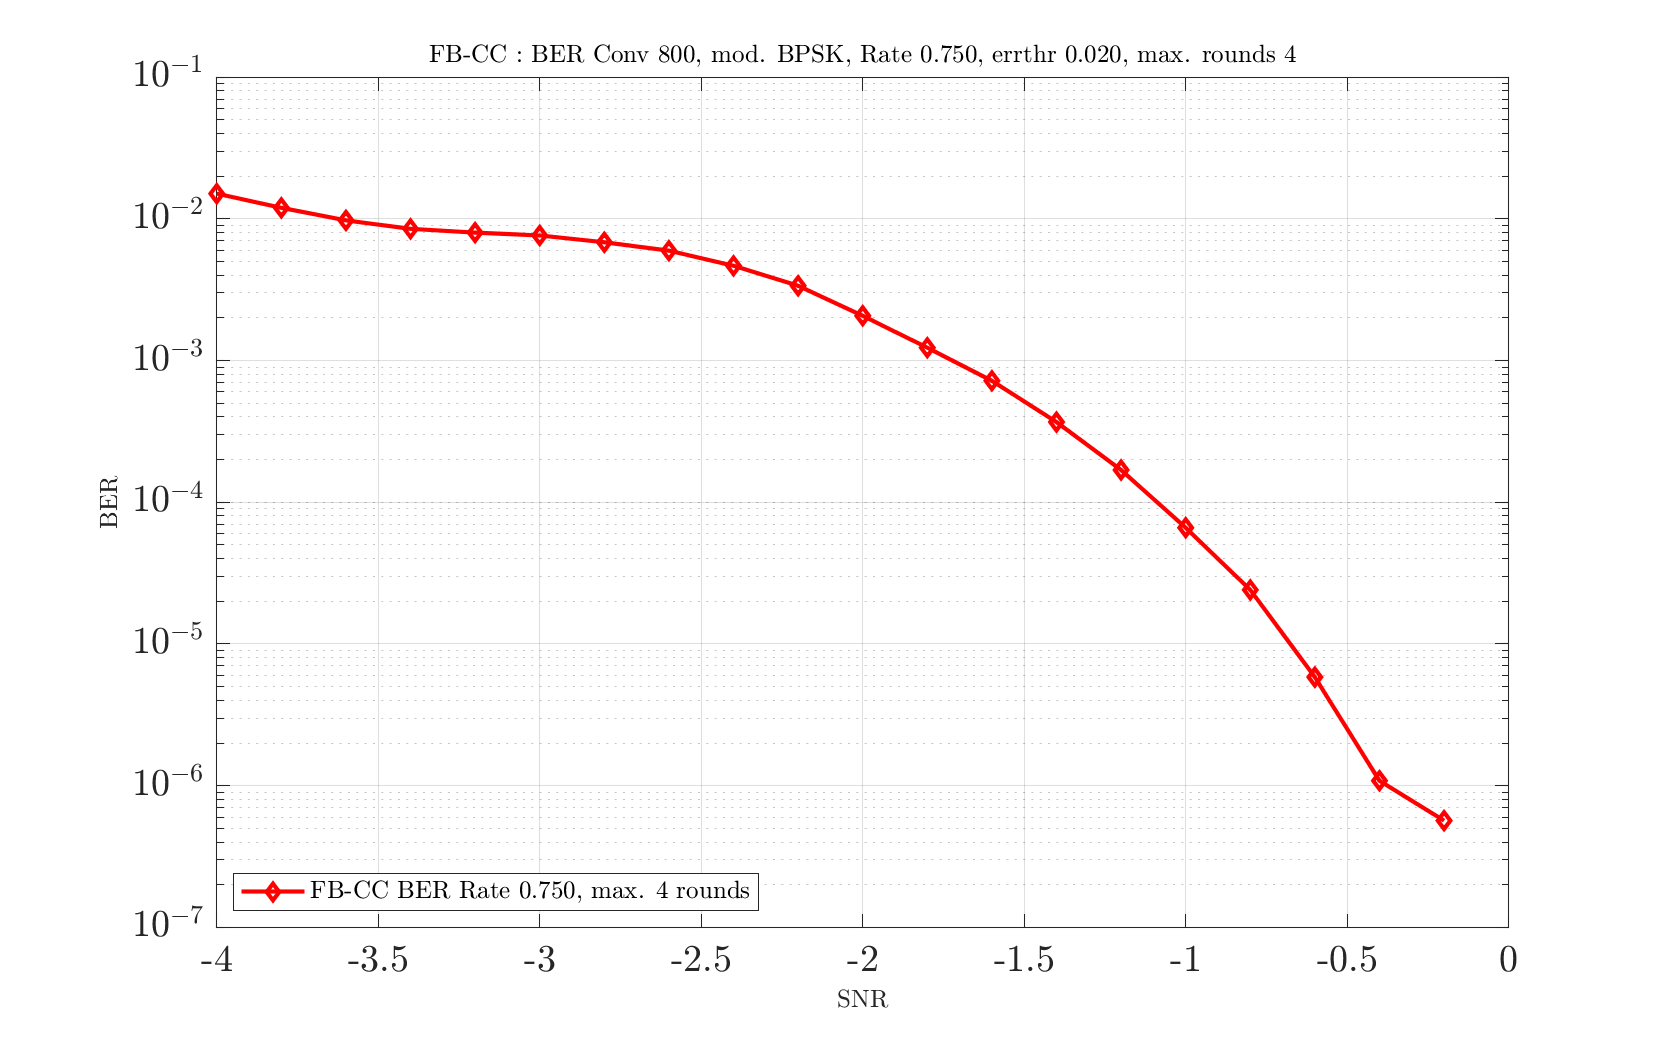 FB-CC : BER Conv 800, mod. BPSK, Rate 0.750, errthr 0.020, max. rounds 4
10^{-1}
10^{-2}
10^{-3}
10^{-4}
10^{-5}
10^{-6}
10^{-7}
BER
FB-CC BER Rate 0.750, max. 4 rounds
-4 -3.5 -3 -2.5 -2 -1.5 -1 -0.5 0
SNR